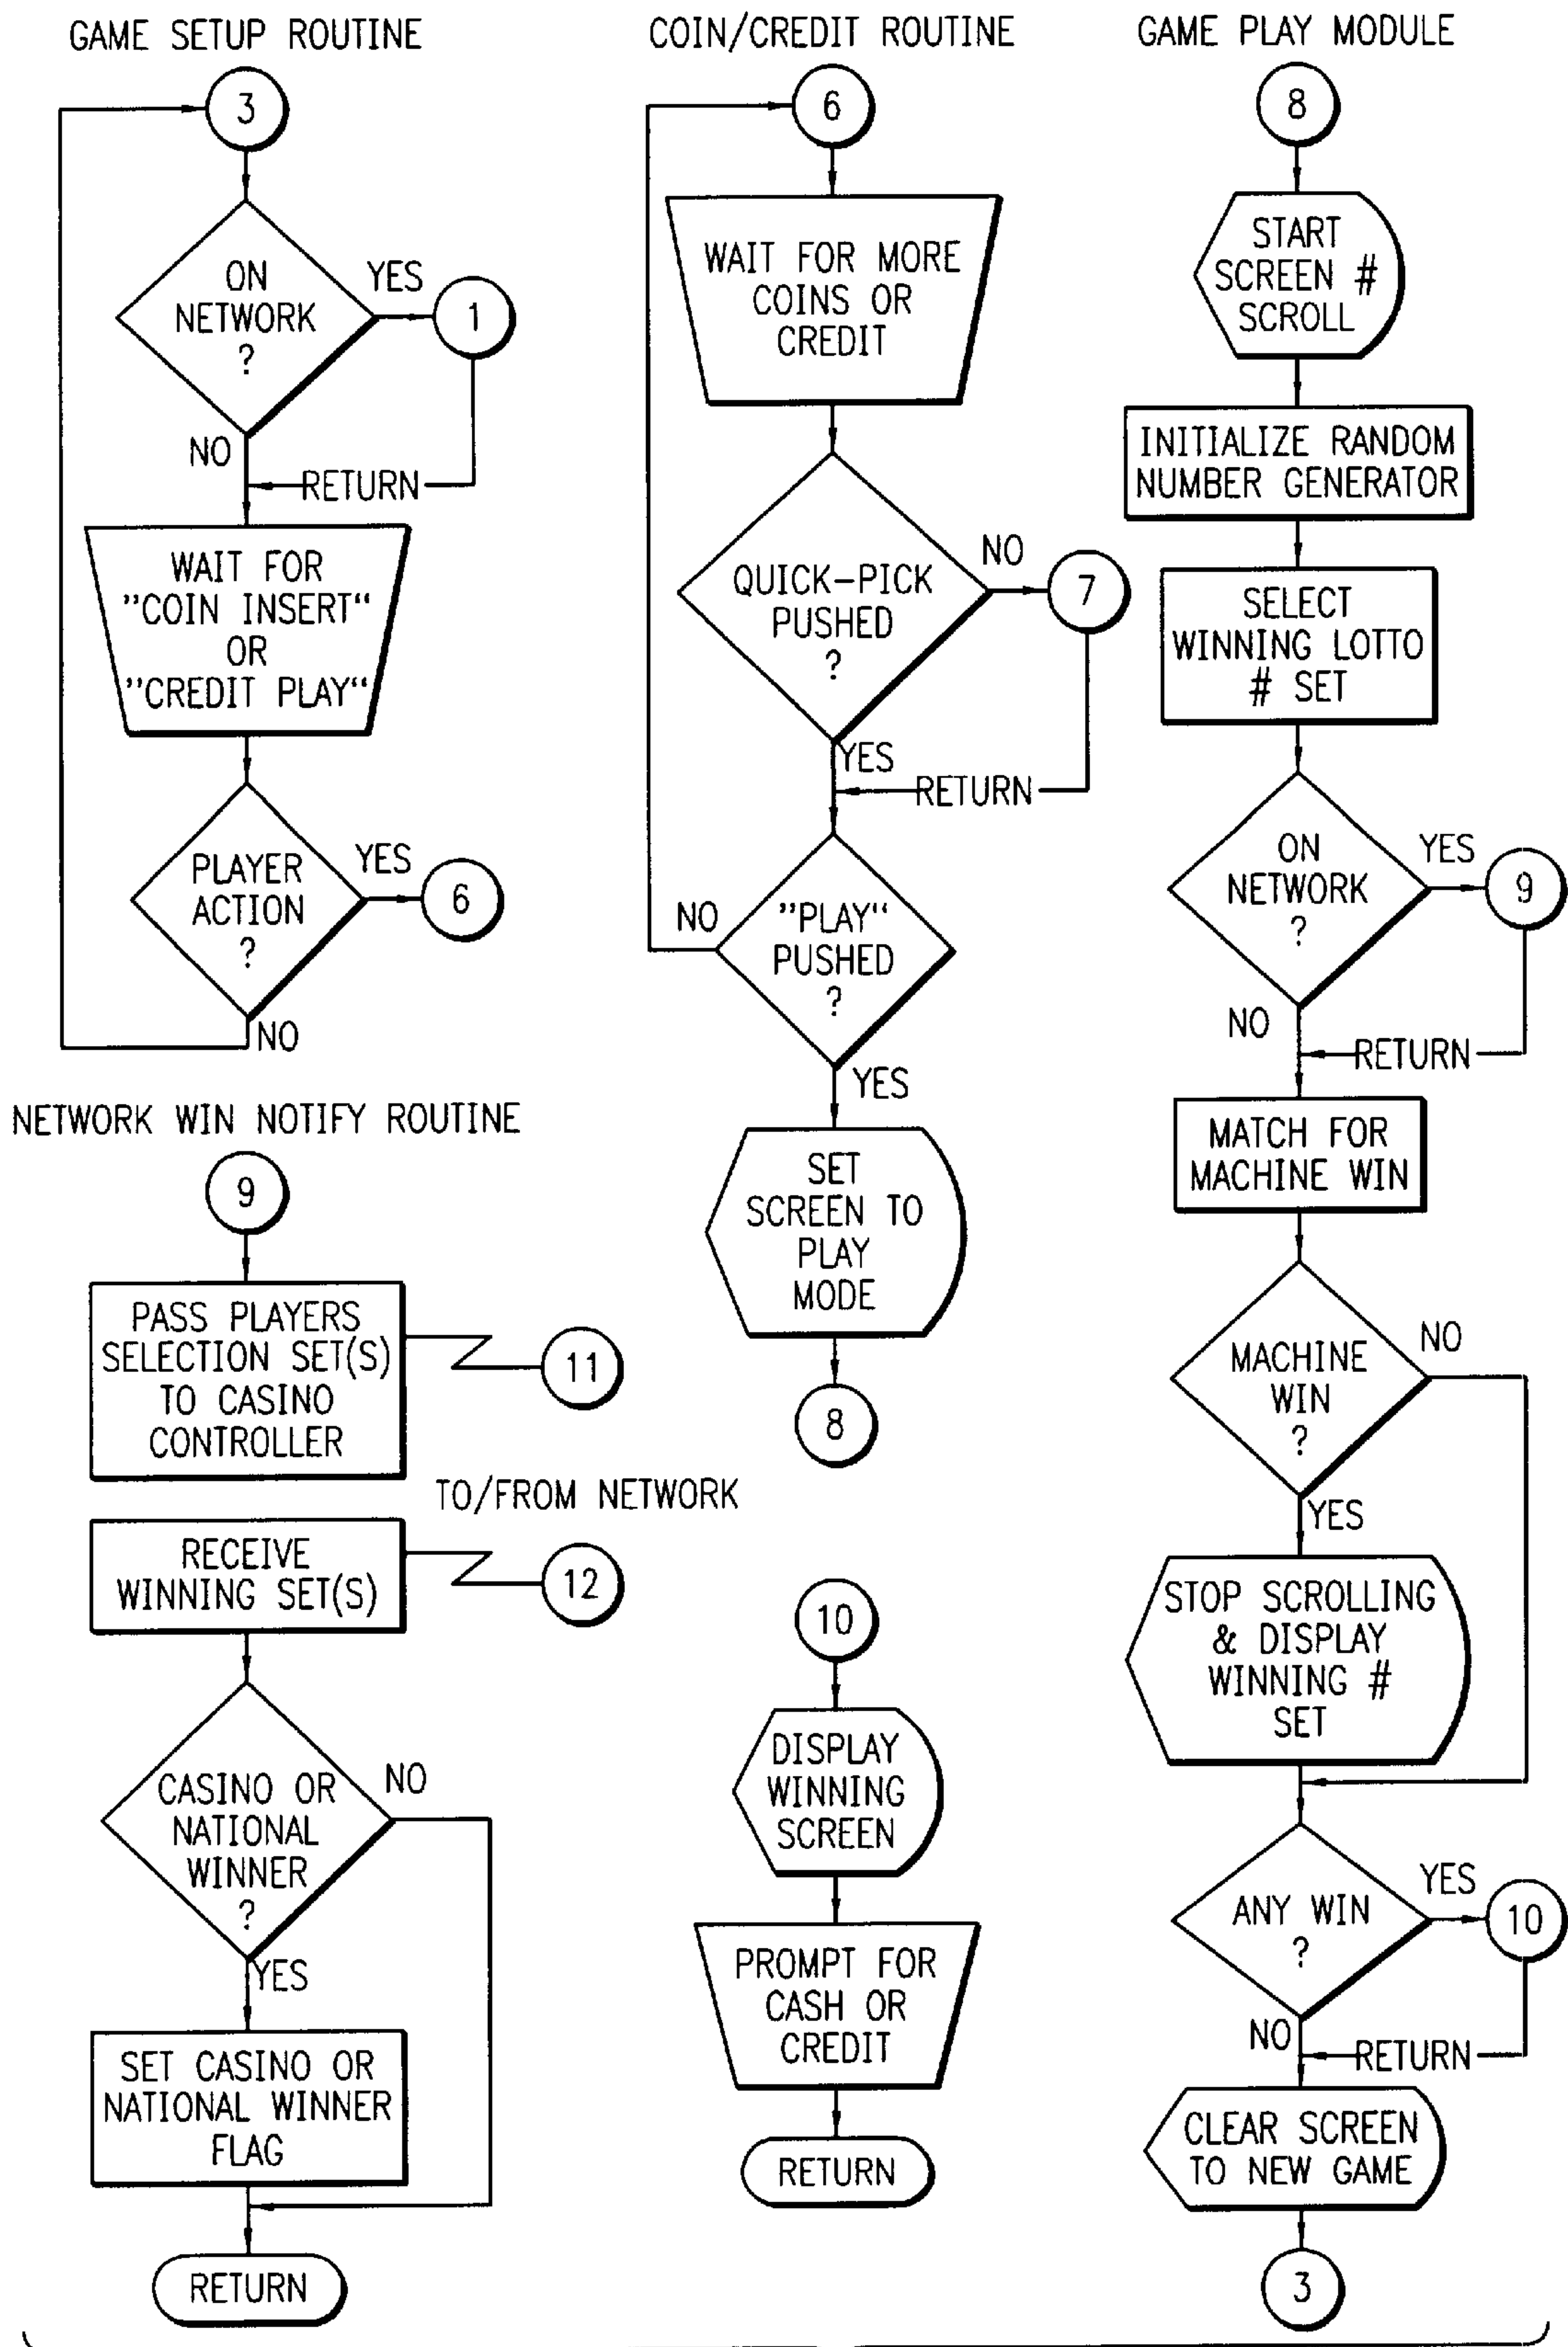 GAME SETUP ROUTINE
3
ON
NETWORK
?
YES
1
NO
RETURN
WAIT FOR
"COIN INSERT"
OR
"CREDIT PLAY"
PLAYER
ACTION
?
YES
6
NO
NETWORK WIN NOTIFY ROUTINE
9
PASS PLAYERS
SELECTION SET(S)
TO CASINO
CONTROLLER
11
TO/FROM NETWORK
RECEIVE
WINNING SET(S)
12
CASINO OR
NATIONAL
WINNER
?
NO
YES
SET CASINO OR
NATIONAL WINNER
FLAG
RETURN
COIN/CREDIT ROUTINE
6
WAIT FOR MORE
COINS OR
CREDIT
QUICK-PICK
PUSHED
?
NO
7
YES
RETURN
"PLAY"
PUSHED
?
NO
YES
SET
SCREEN TO
PLAY
MODE
8
10
DISPLAY
WINNING
SCREEN
PROMPT FOR
CASH OR
CREDIT
RETURN
GAME PLAY MODULE
8
START
SCREEN #
SCROLL
INITIALIZE RANDOM
NUMBER GENERATOR
SELECT
WINNING LOTTO
# SET
ON
NETWORK
?
YES
9
NO
RETURN
MATCH FOR
MACHINE WIN
MACHINE
WIN
?
NO
YES
STOP SCROLLING
& DISPLAY
WINNING #
SET
ANY WIN
?
YES
10
NO
RETURN
CLEAR SCREEN
TO NEW GAME
3